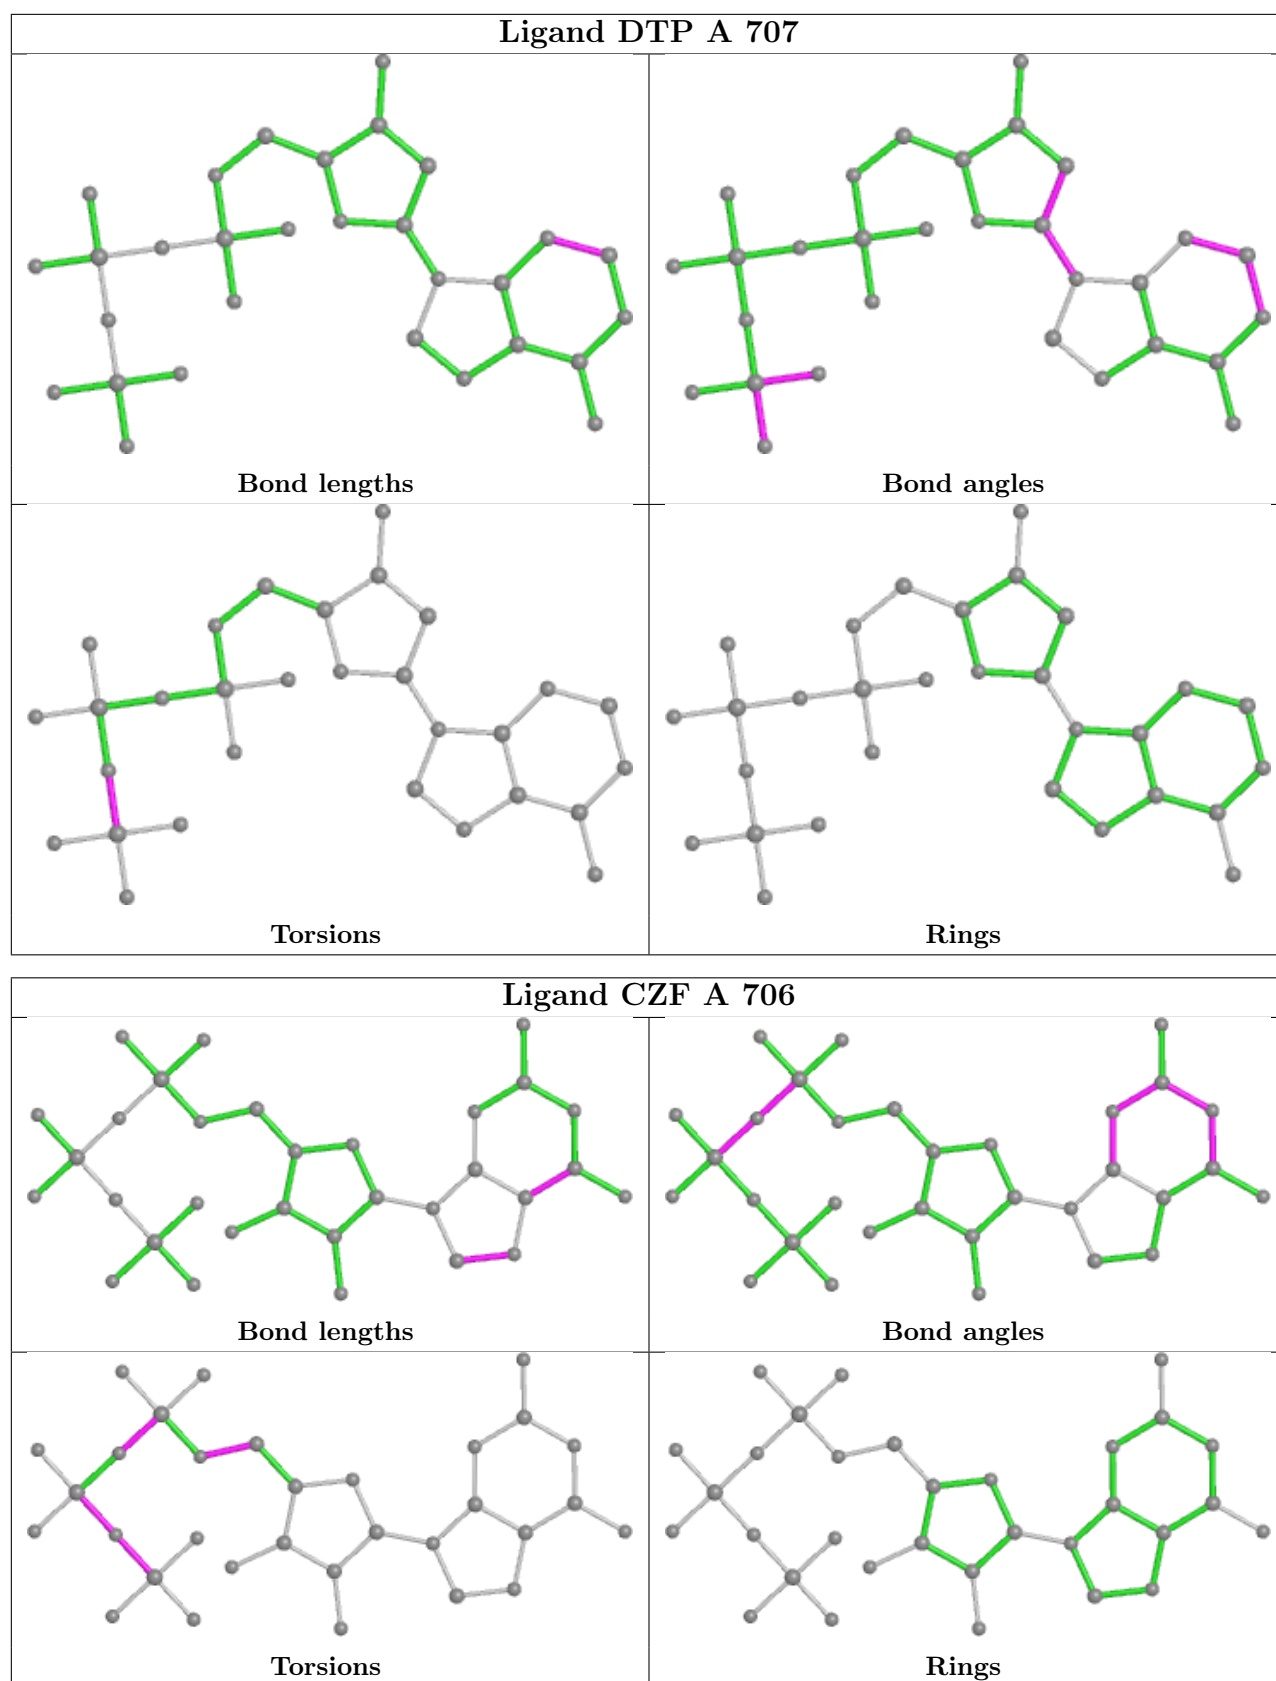 Ligand DTP A 707
Bond lengths
Bond angles
Torsions
Rings
Ligand CZF A 706
Bond lengths
Bond angles
Torsions
Rings